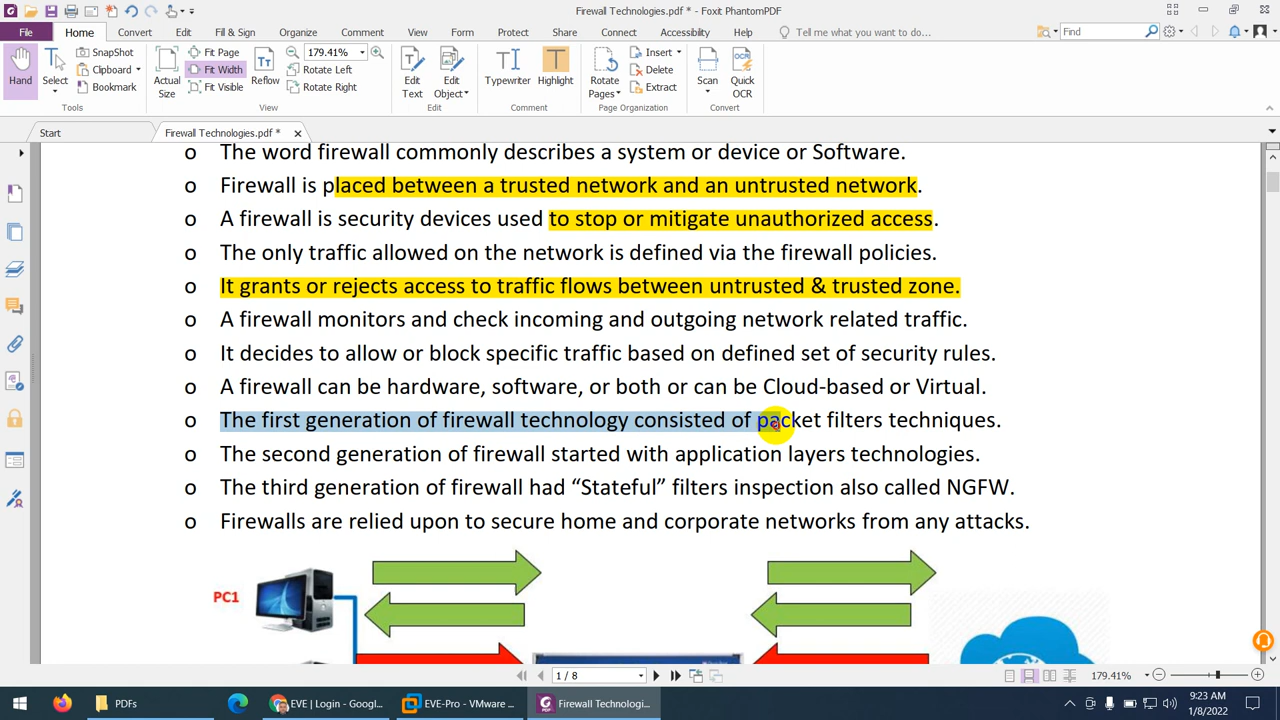 Firewall Technologies.pdf * - Foxit PhantomPDF
File Home Convert Edit Fill & Sign Organize Comment View Form Protect Share Connect Accessibility Help Tell me what you want to do... Find
Hand
Select
SnapShot
Clipboard
Bookmark
Tools
Actual
Size
Fit Page
Fit Width
Fit Visible
Reflow
179.41%
Rotate Left
Rotate Right
View
Edit
Text
Edit
Object
Edit
Typewriter
Highlight
Comment
Rotate
Pages
Insert
Delete
Extract
Page Organization
Scan
Quick
OCR
Convert
Start Firewall Technologies.pdf *
o The word firewall commonly describes a system or device or Software.
o Firewall is placed between a trusted network and an untrusted network.
o A firewall is security devices used to stop or mitigate unauthorized access.
o The only traffic allowed on the network is defined via the firewall policies.
o It grants or rejects access to traffic flows between untrusted & trusted zone.
o A firewall monitors and check incoming and outgoing network related traffic.
o It decides to allow or block specific traffic based on defined set of security rules.
o A firewall can be hardware, software, or both or can be Cloud-based or Virtual.
o The first generation of firewall technology consisted of packet filters techniques.
o The second generation of firewall started with application layers technologies.
o The third generation of firewall had “Stateful” filters inspection also called NGFW.
o Firewalls are relied upon to secure home and corporate networks from any attacks.
PC1
1 / 8
179.41%
PDFs
EVE | Login - Googl...
EVE-Pro - VMware ...
Firewall Technologi...
9:23 AM
1/8/2022